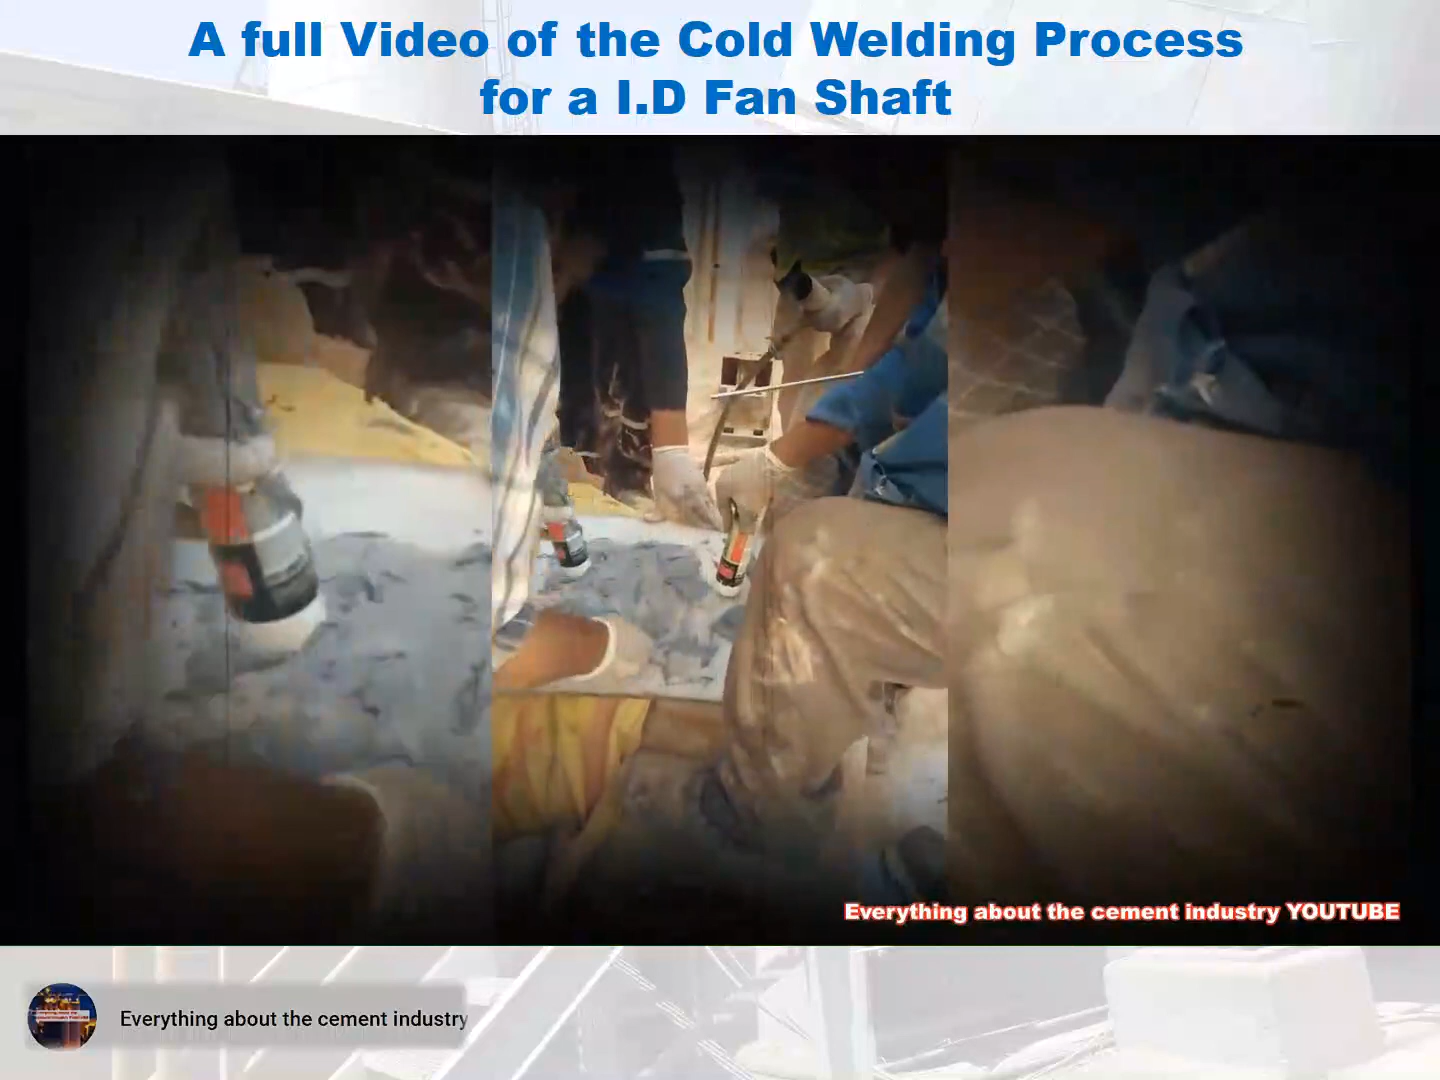 A full Video of the Cold Welding Process
for a I.D Fan Shaft
Everything about the cement industry YOUTUBE
Everything about the cement industry